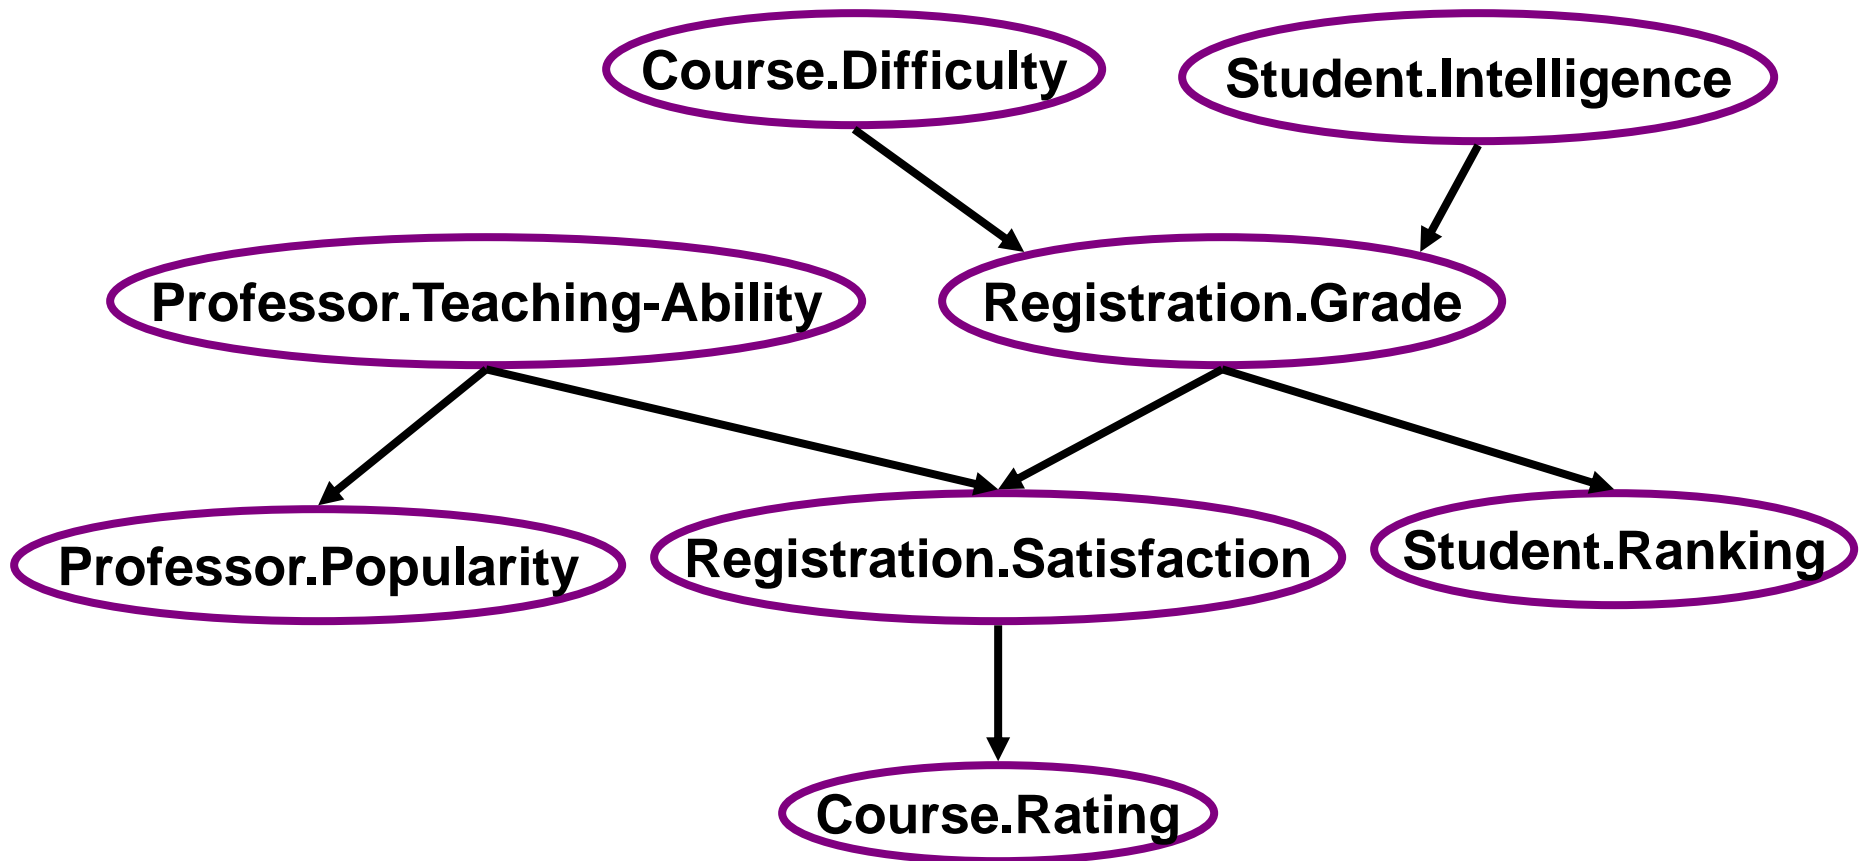 Course.Difficulty
Student.Intelligence
Professor.Teaching-Ability
Registration.Grade
Professor.Popularity
Registration.Satisfaction
Student.Ranking
Course.Rating